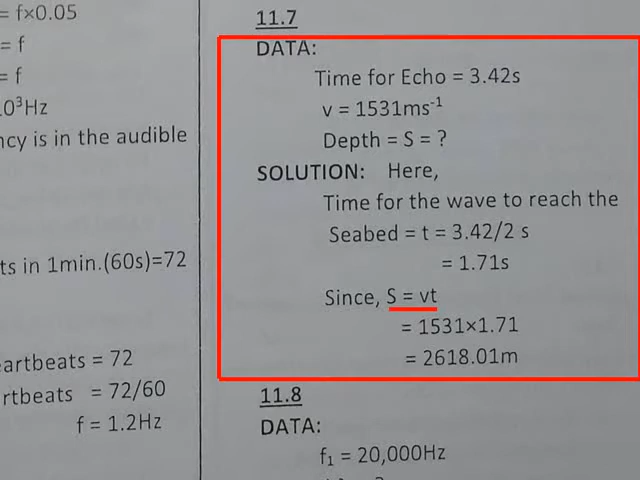 = f×0.05
= f
= f
.0³Hz
ncy is in the audible
ts in 1min.(60s)=72
eartbeats = 72
rtbeats = 72/60
f = 1.2Hz
11.7
DATA:
Time for Echo = 3.42s
v = 1531ms⁻¹
Depth = S = ?
SOLUTION: Here,
Time for the wave to reach the
Seabed = t = 3.42/2 s
= 1.71s
Since, S = vt
= 1531×1.71
= 2618.01m
11.8
DATA:
f₁ = 20,000Hz